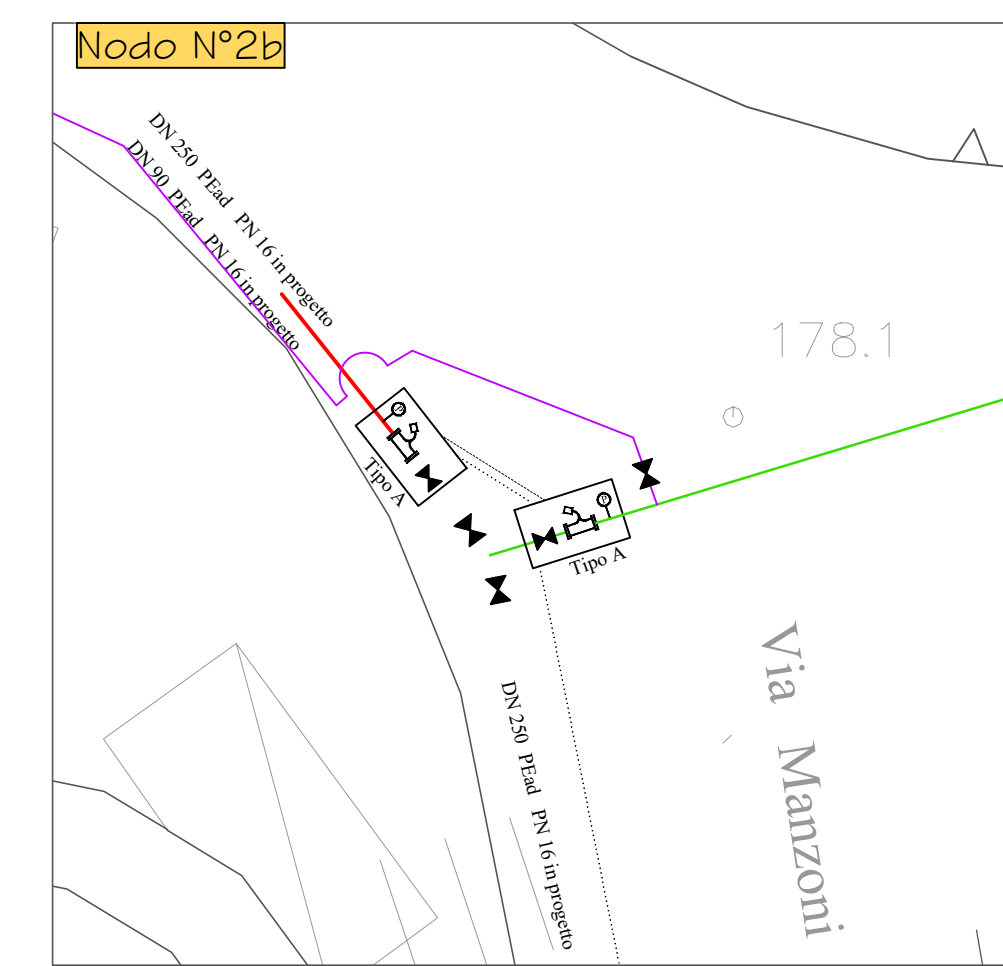 Nodo N°2b
DN 250 PEad PN 16 in progetto
DN 90 PEad PN 16 in progetto
178.1
Tipo A
P
P
Tipo A
Via Manzoni
DN 250 PEad PN 16 in progetto